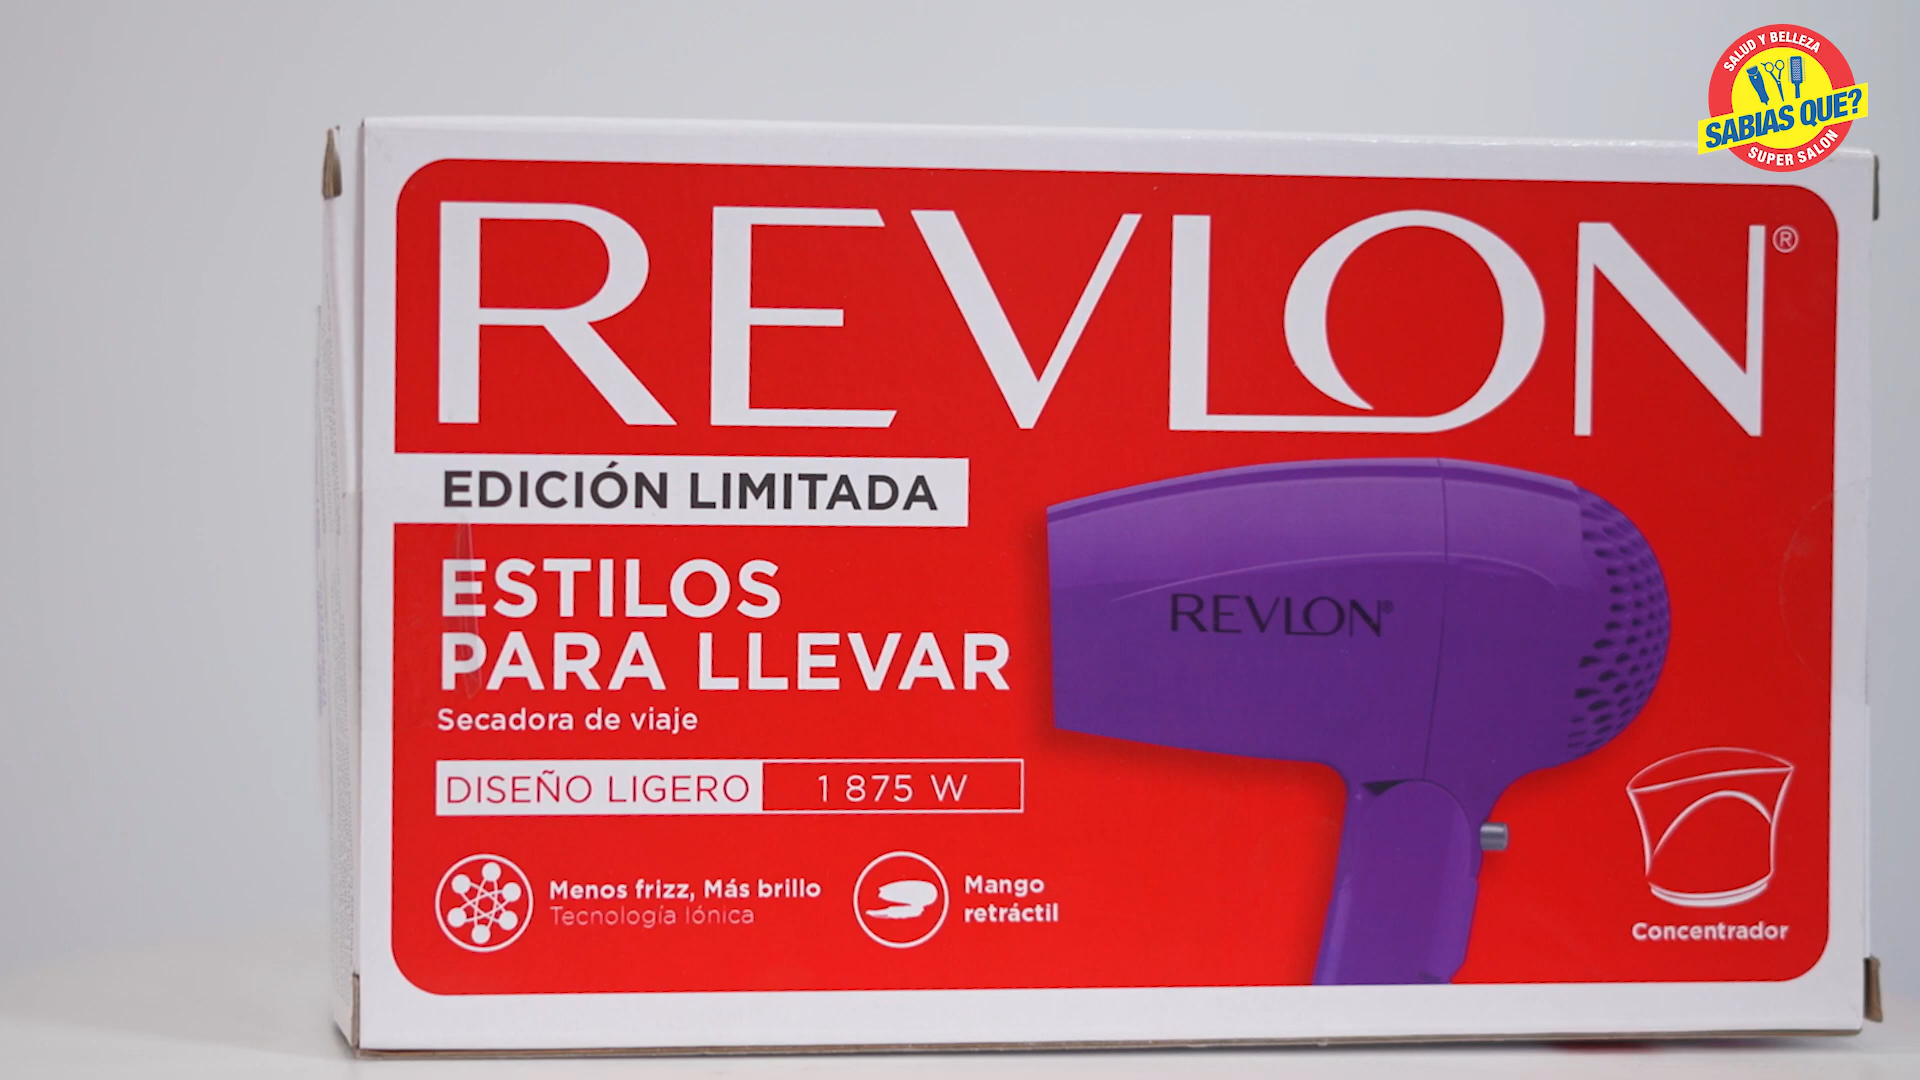 SALUD Y BELLEZA
SABIAS QUE?
SUPER SALON
REVLON®
EDICIÓN LIMITADA
ESTILOS
PARA LLEVAR
Secadora de viaje
DISEÑO LIGERO 1 875 W
REVLON®
Menos frizz, Más brillo
Tecnología Iónica
Mango
retráctil
Concentrador